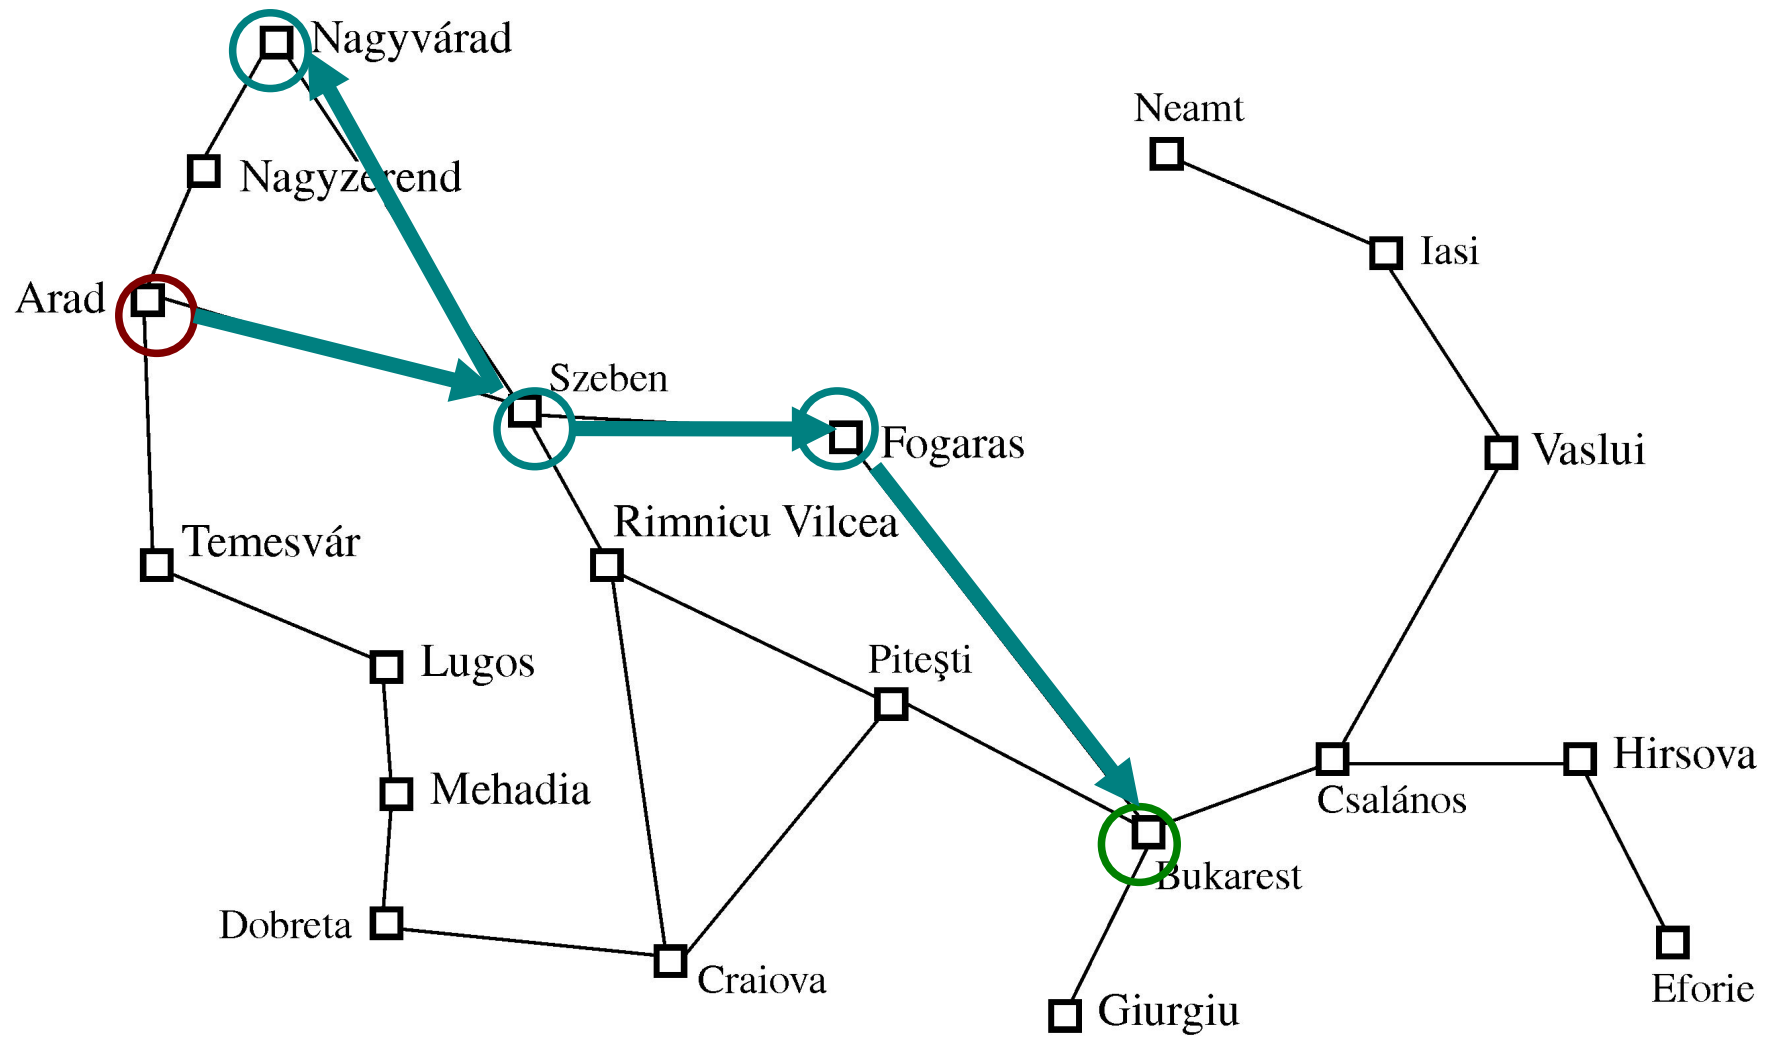 Nagyvárad
Neamt
Nagyzerend
Iasi
Arad
Szeben
Fogaras
Vaslui
Rimnicu Vilcea
Temesvár
Lugos
Piteşti
Hirsova
Mehadia
Csalános
Bukarest
Dobreta
Craiova
Eforie
Giurgiu